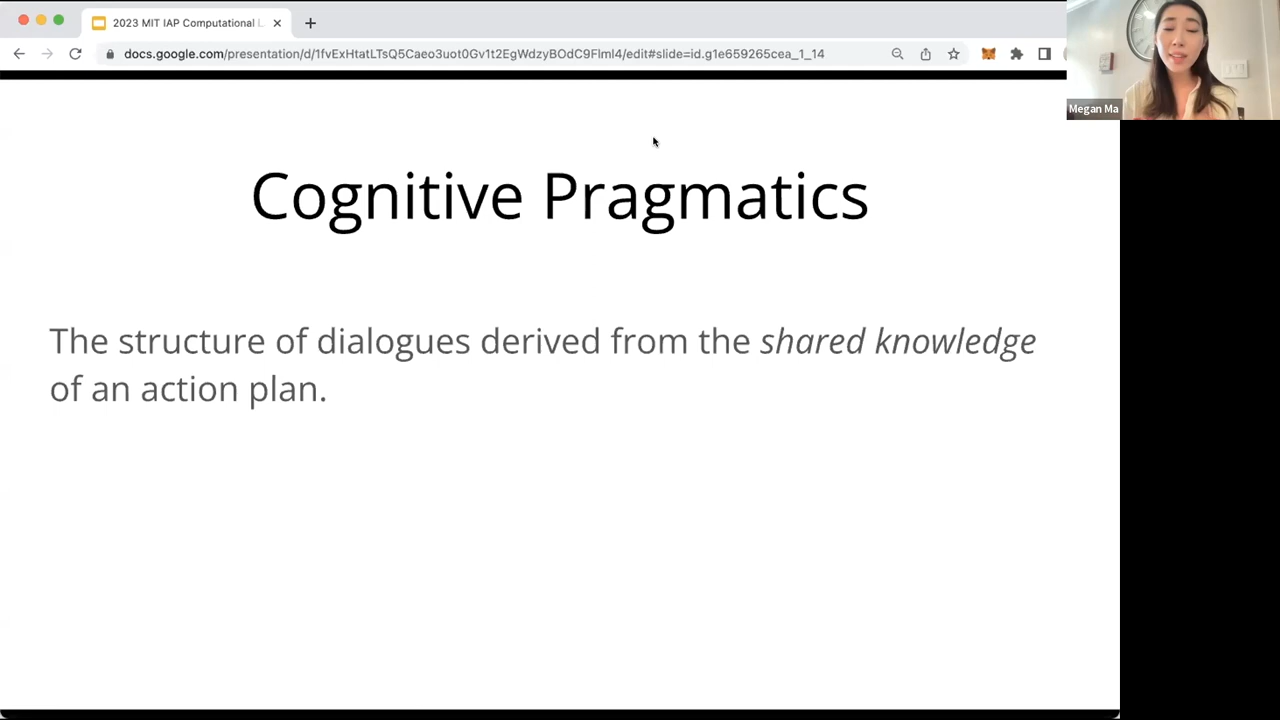 2023 MIT IAP Computational L
docs.google.com/presentation/d/1fvExHtatLTsQ5Caeo3uot0Gv1t2EgWdzyBOdC9Flml4/edit#slide=id.g1e659265cea_1_14
Megan Ma
Cognitive Pragmatics
The structure of dialogues derived from the shared knowledge
of an action plan.